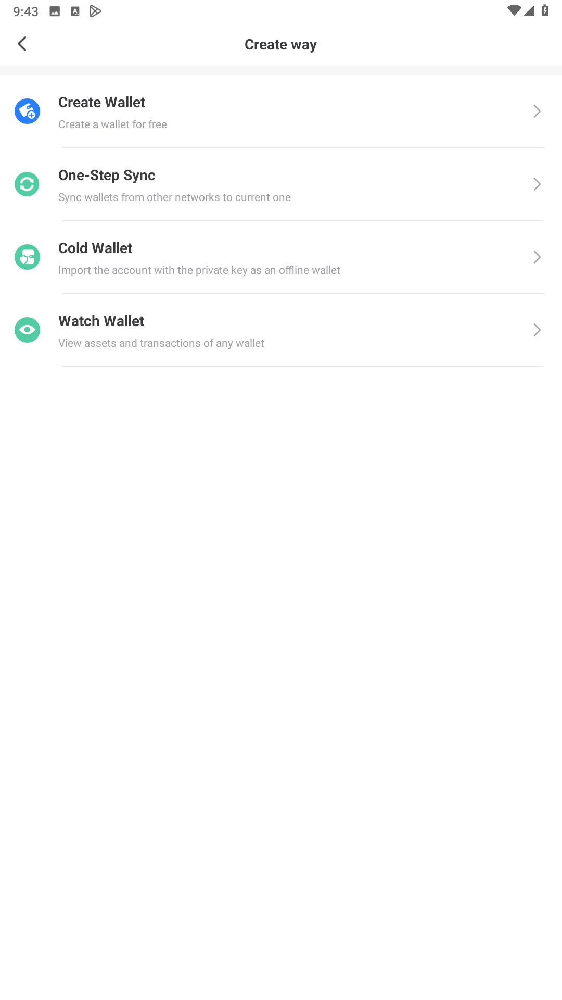 9:43
Create way
Create Wallet
Create a wallet for free
One-Step Sync
Sync wallets from other networks to current one
Cold Wallet
Import the account with the private key as an offline wallet
Watch Wallet
View assets and transactions of any wallet